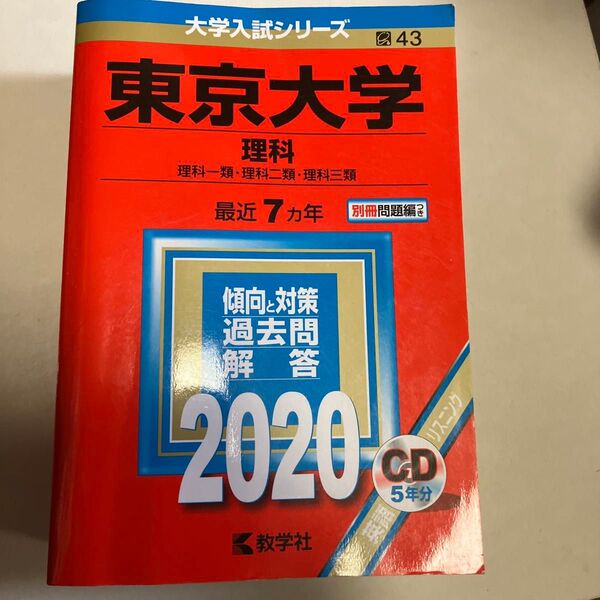 大学入試シリーズ
43
東京大学
理科
理科一類・理科二類・理科三類
最近7カ年
別冊問題編つき
傾向と対策
過去問
解答
2020
英語リスニング
CD
5年分
教学社